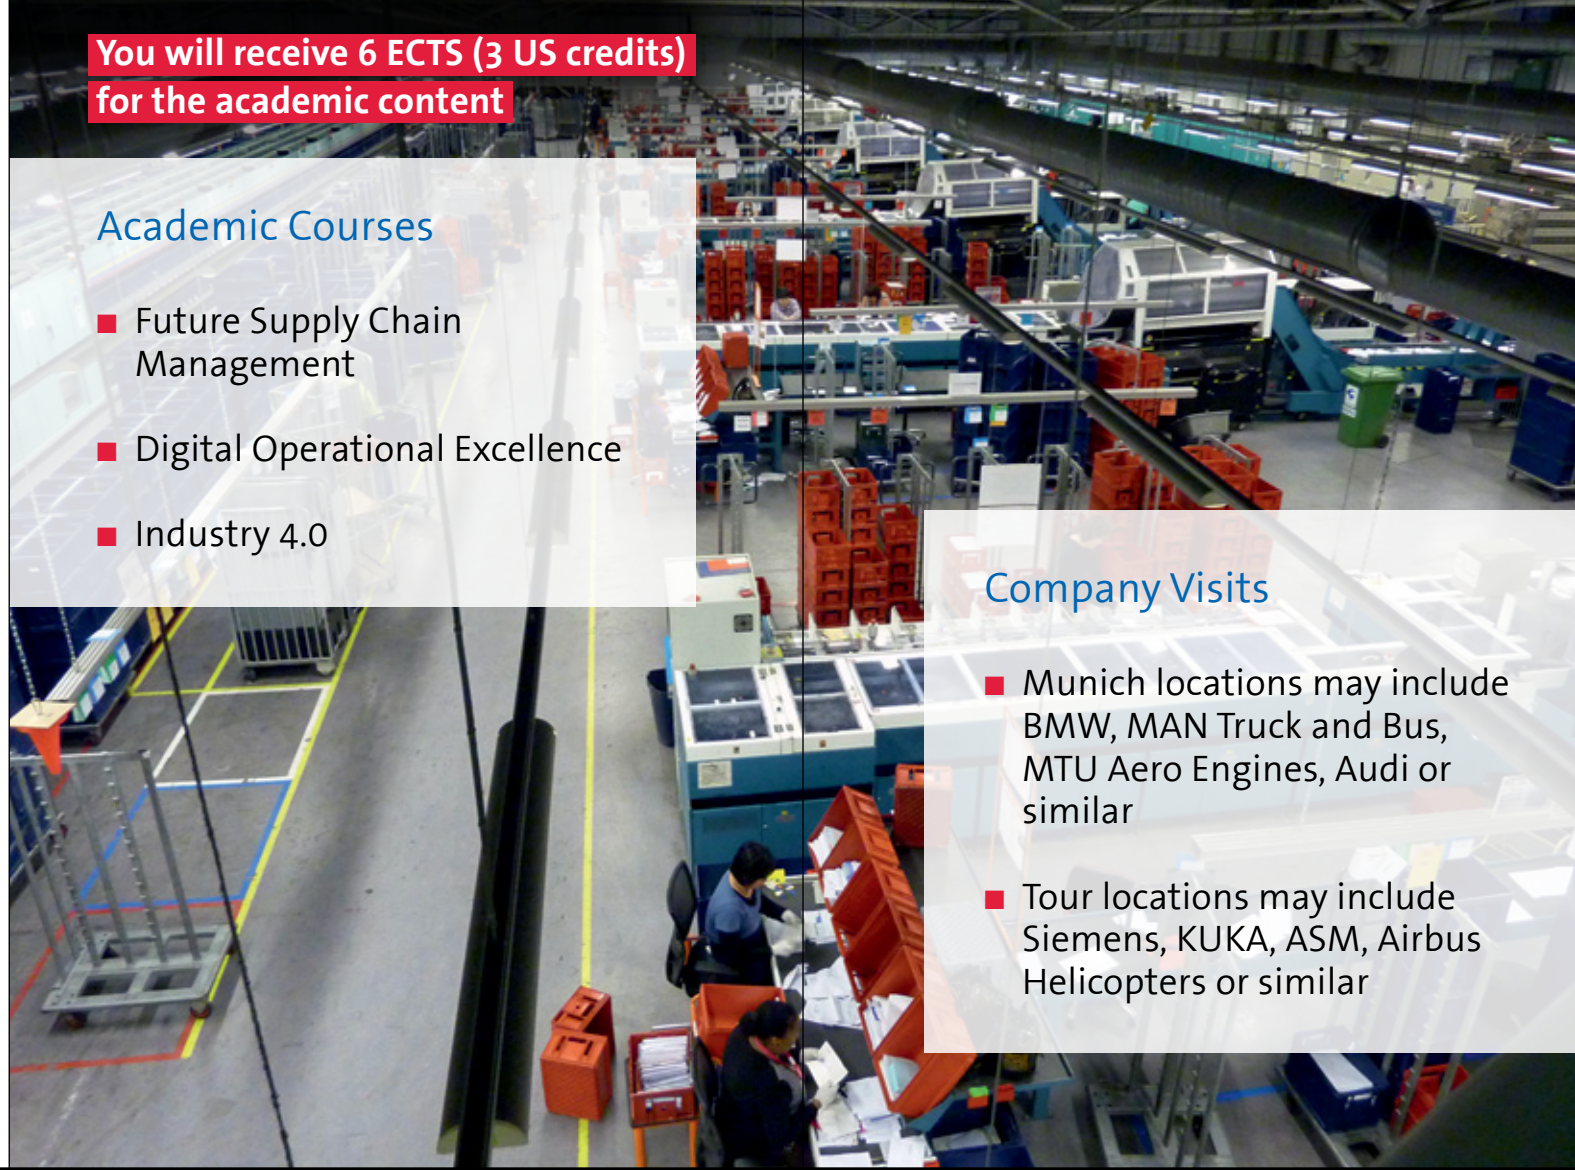 You will receive 6 ECTS (3 US credits)
for the academic content
Academic Courses
■ Future Supply Chain
Management
■ Digital Operational Excellence
■ Industry 4.0
Company Visits
■ Munich locations may include
BMW, MAN Truck and Bus,
MTU Aero Engines, Audi or
similar
■ Tour locations may include
Siemens, KUKA, ASM, Airbus
Helicopters or similar